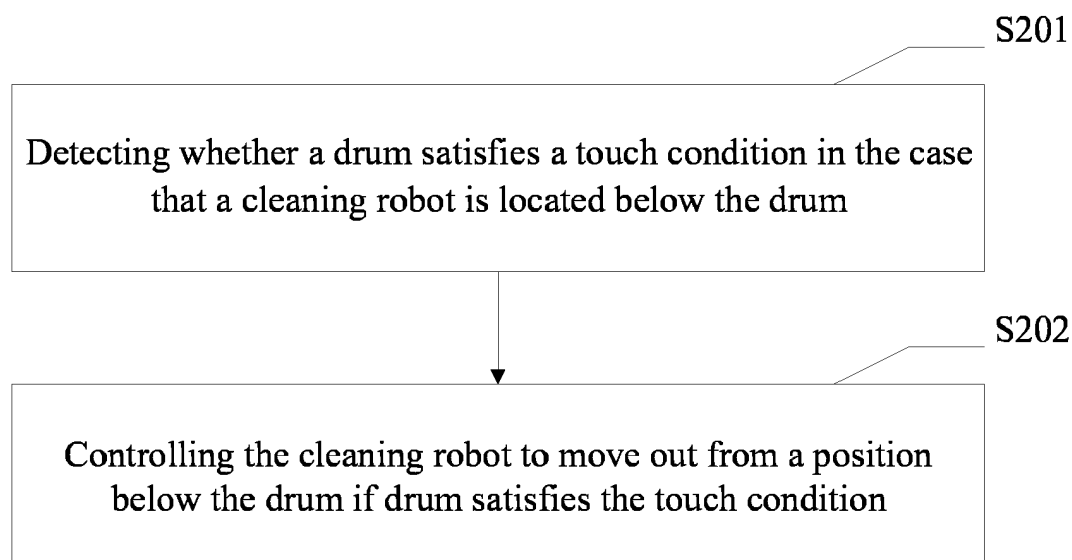 S201
Detecting whether a drum satisfies a touch condition in the case
that a cleaning robot is located below the drum
S202
Controlling the cleaning robot to move out from a position
below the drum if drum satisfies the touch condition